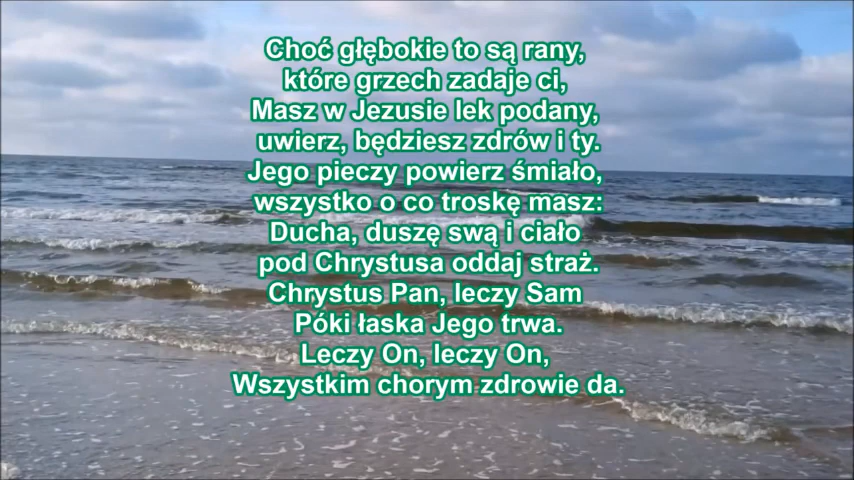 Choć głębokie to są rany,
które grzech zadaje ci,
Masz w Jezusie lek podany,
uwierz, będziesz zdrów i ty.
Jego pieczy powierz śmiało,
wszystko o co troskę masz:
Ducha, duszę swą i ciało
pod Chrystusa oddaj straż.
Chrystus Pan, leczy Sam
Póki łaska Jego trwa.
Leczy On, leczy On,
Wszystkim chorym zdrowie da.